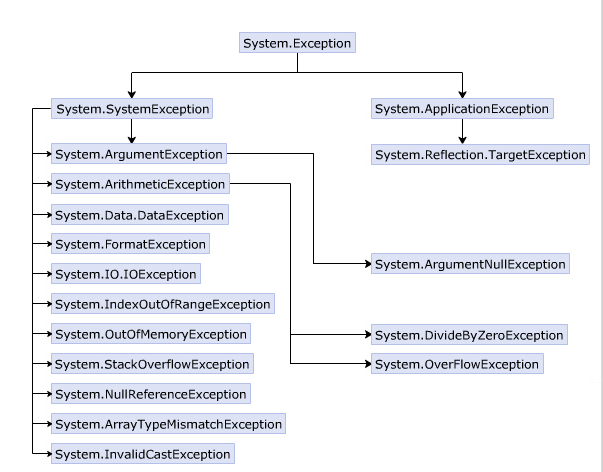 System.Exception
System.SystemException
System.ApplicationException
System.ArgumentException
System.Reflection.TargetException
System.ArithmeticException
System.Data.DataException
System.FormatException
System.IO.IOException
System.ArgumentNullException
System.IndexOutOfRangeException
System.OutOfMemoryException
System.DivideByZeroException
System.StackOverflowException
System.OverFlowException
System.NullReferenceException
System.ArrayTypeMismatchException
System.InvalidCastException